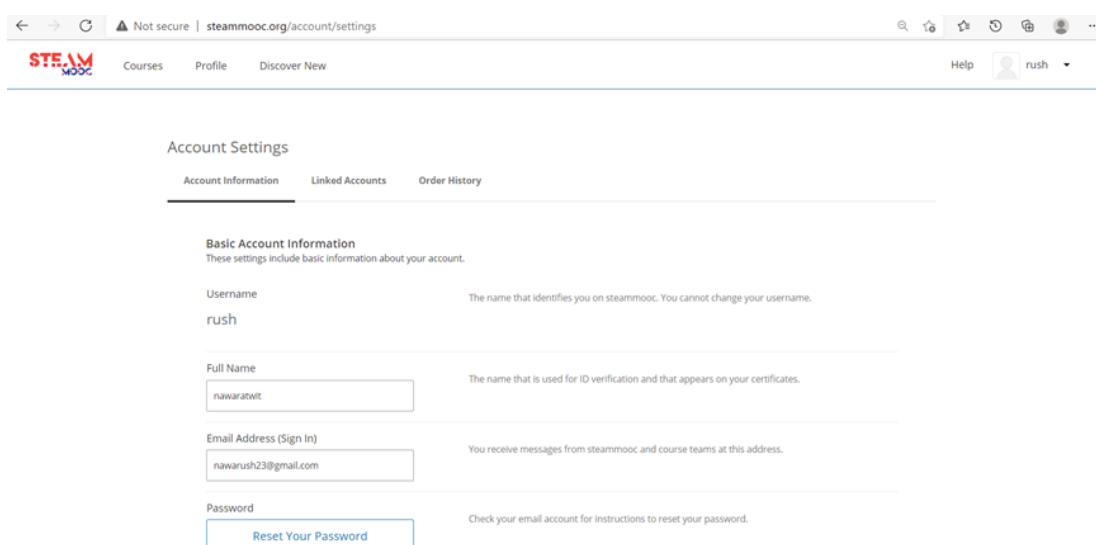 Not secure | steammooc.org/account/settings
STEAM
MOOC
Courses Profile Discover New Help rush
Account Settings
Account Information Linked Accounts Order History
Basic Account Information
These settings include basic information about your account.
Username
The name that identifies you on steammooc. You cannot change your username.
rush
Full Name
The name that is used for ID verification and that appears on your certificates.
nawaratwit
Email Address (Sign In)
You receive messages from steammooc and course teams at this address.
nawarush23@gmail.com
Password
Check your email account for instructions to reset your password.
Reset Your Password